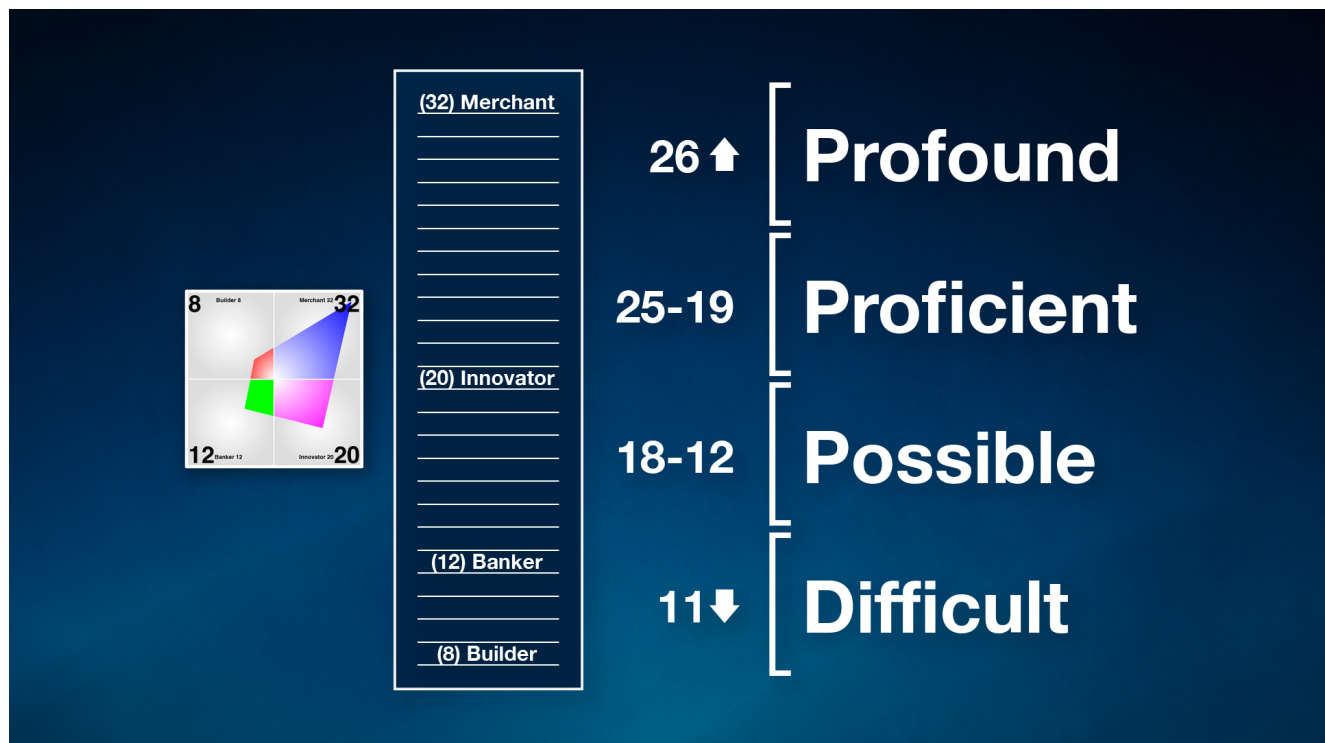 8 Builder 8 Merchant 32 32
12 Banker 12 Innovator 20 20
(32) Merchant
(20) Innovator
(12) Banker
(8) Builder
26 Profound
25-19 Proficient
18-12 Possible
11 Difficult